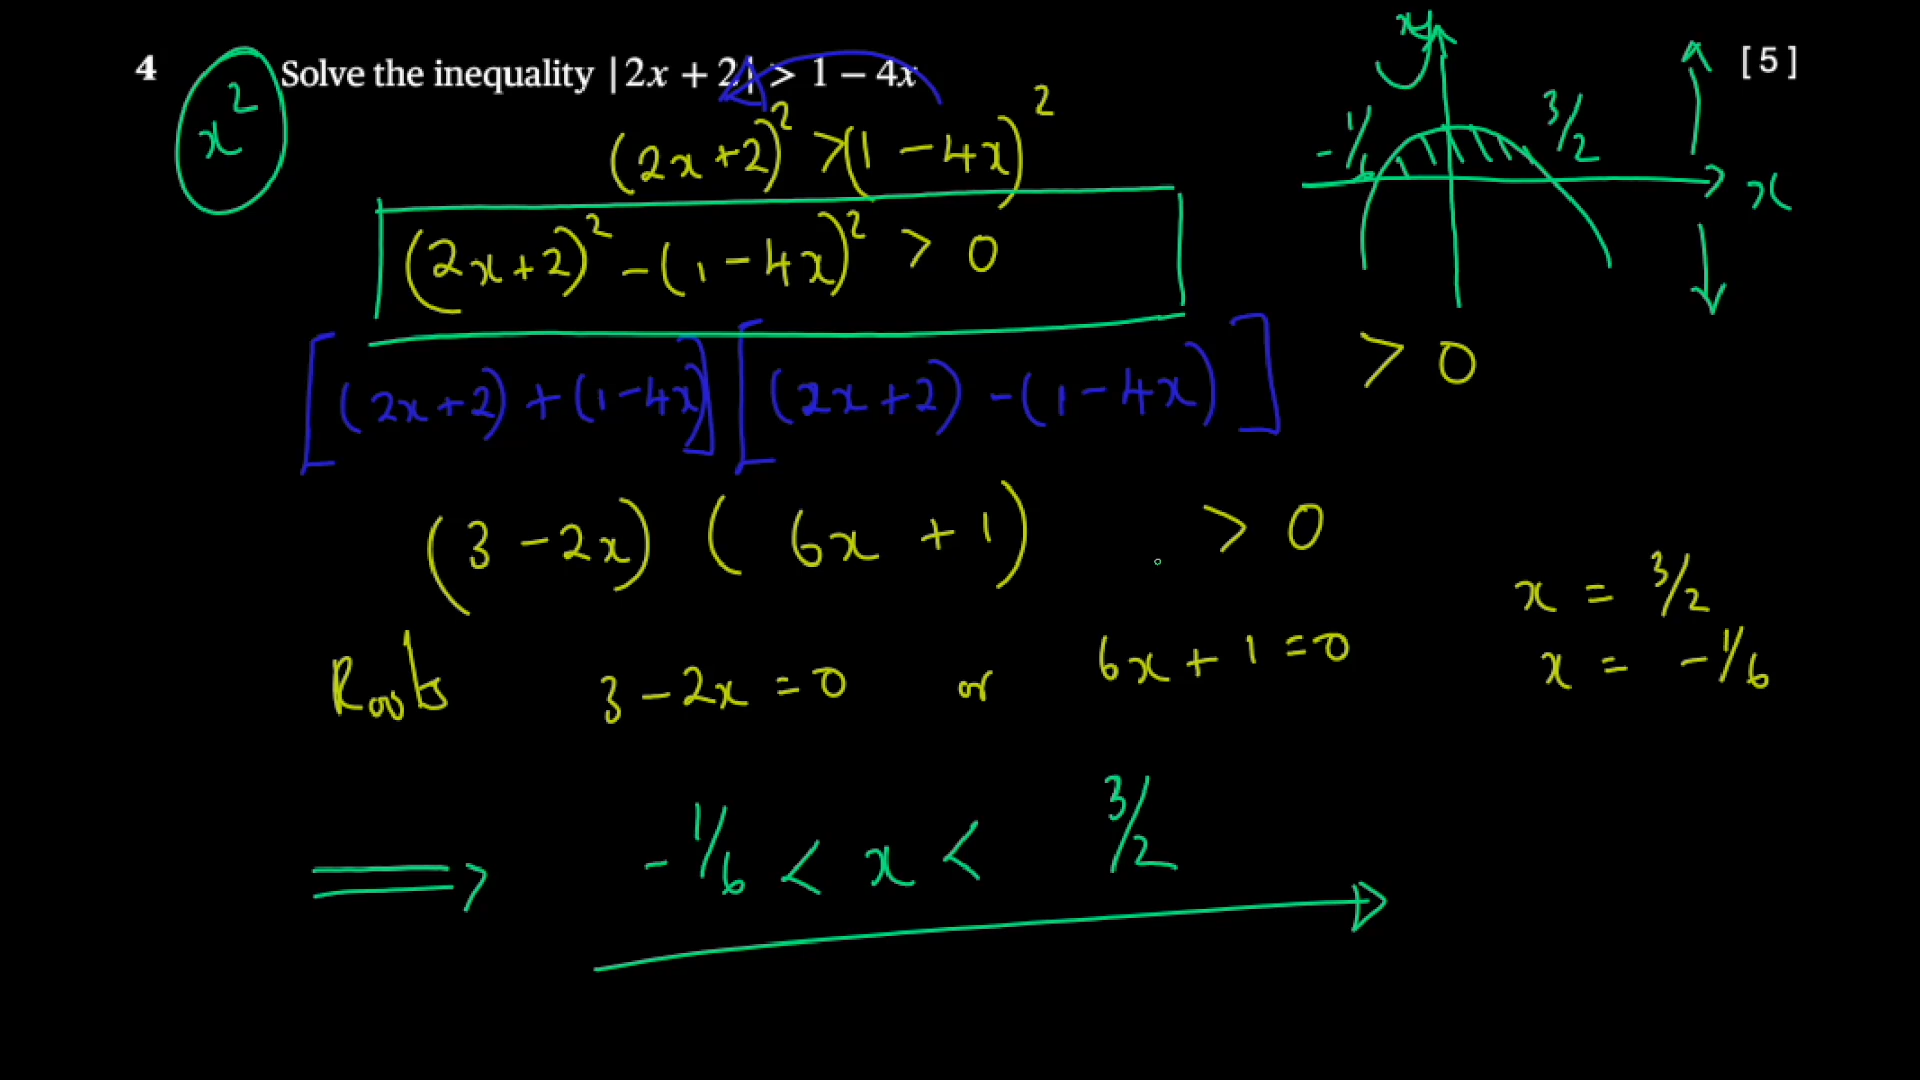 4 Solve the inequality |2x + 2| > 1 − 4x [5]
x²
(2x+2)² > (1 − 4x)²
(2x+2)² − (1 − 4x)² > 0
[(2x+2) + (1−4x)] [(2x+2) − (1 − 4x)] > 0
(3 − 2x) (6x + 1) > 0
Roots 3 − 2x = 0 or 6x + 1 = 0
x = 3/2
x = −1/6
⟹ −1/6 < x < 3/2
y
−1/6 3/2
x